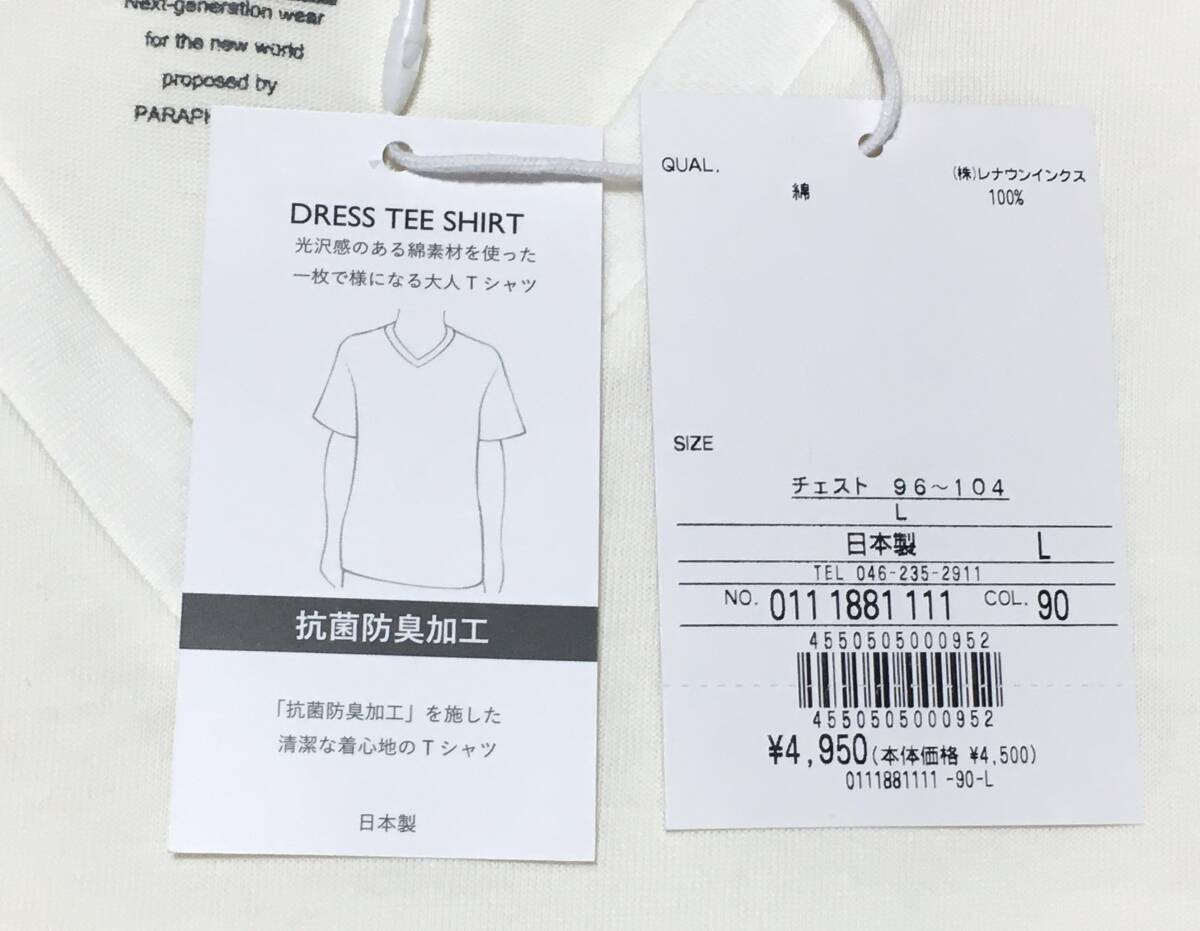 Next-generation wear
for the new world
proposed by
DRESS TEE SHIRT
光沢感のある綿素材を使った
一枚で様になる大人Tシャツ
抗菌防臭加工
「抗菌防臭加工」を施した
清潔な着心地のTシャツ
日本製
QUAL.
(株)レナウンインクス
綿 100%
SIZE
チェスト 96~104
L
日本製 L
TEL 046-235-2911
NO. 011 1881 111 COL. 90
4550505000952
4550505000952
¥4,950(本体価格 ¥4,500)
0111881111 -90-L